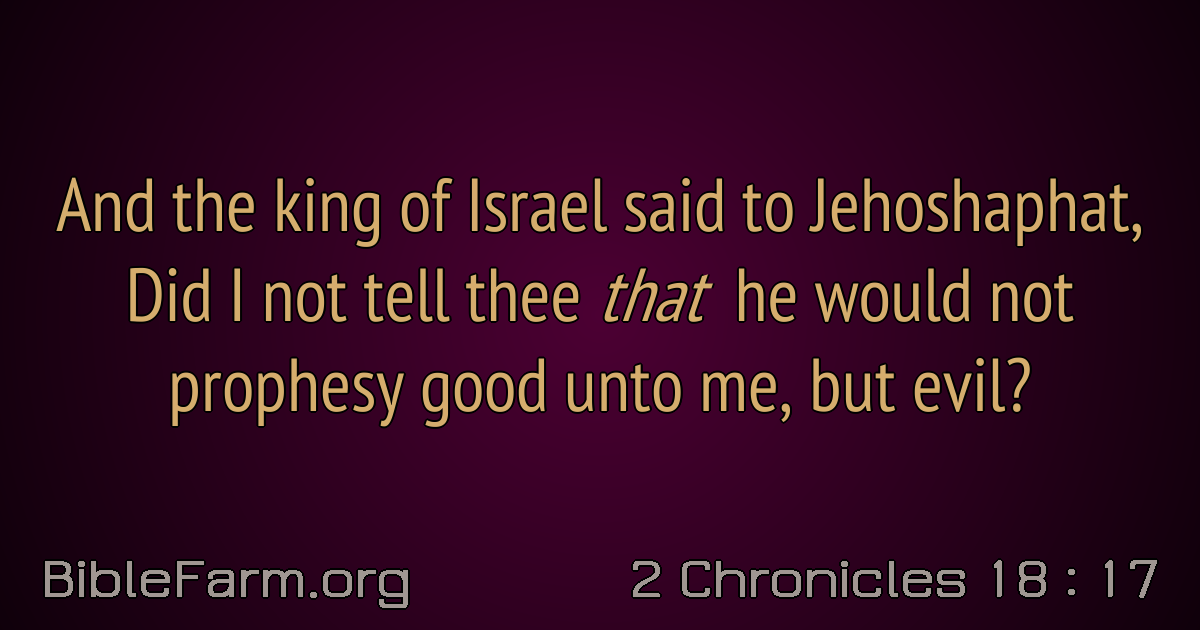 And the king of Israel said to Jehoshaphat,
Did I not tell thee that he would not
prophesy good unto me, but evil?
BibleFarm.org
2 Chronicles 18 : 17